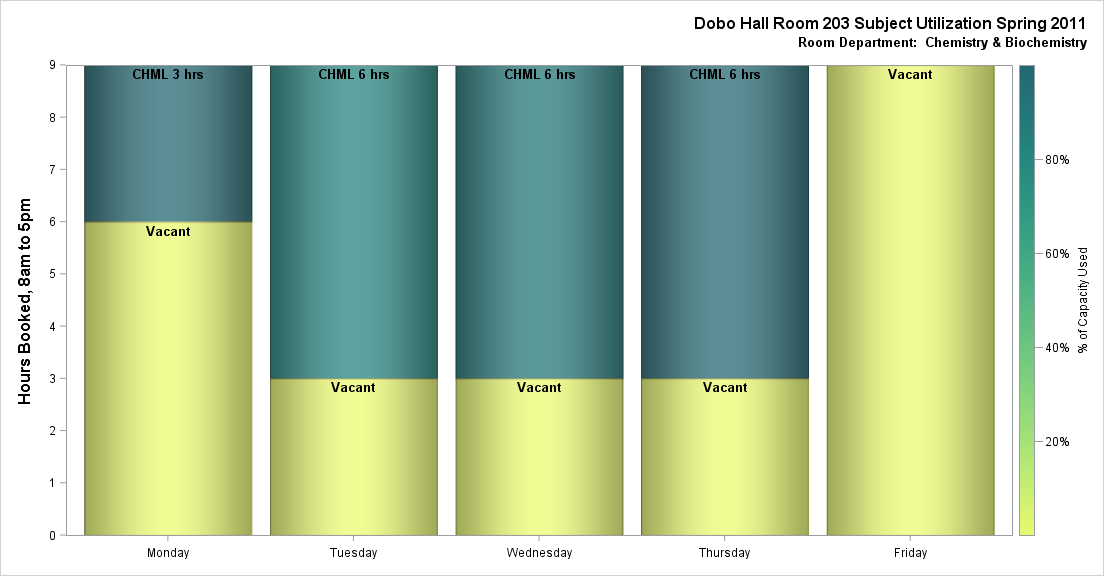 Dobo Hall Room 203 Subject Utilization Spring 2011
Room Department: Chemistry & Biochemistry
Hours Booked, 8am to 5pm
9
8
7
6
5
4
3
2
1
0
CHML 3 hrs
Vacant
CHML 6 hrs
Vacant
CHML 6 hrs
Vacant
CHML 6 hrs
Vacant
Vacant
Monday
Tuesday
Wednesday
Thursday
Friday
80%
60%
40%
20%
% of Capacity Used